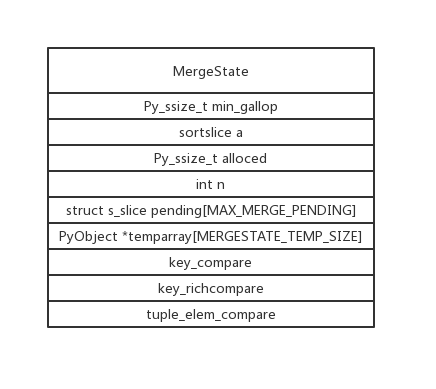 MergeState
Py_ssize_t min_gallop
sortslice a
Py_ssize_t alloced
int n
struct s_slice pending[MAX_MERGE_PENDING]
PyObject *temparray[MERGESTATE_TEMP_SIZE]
key_compare
key_richcompare
tuple_elem_compare